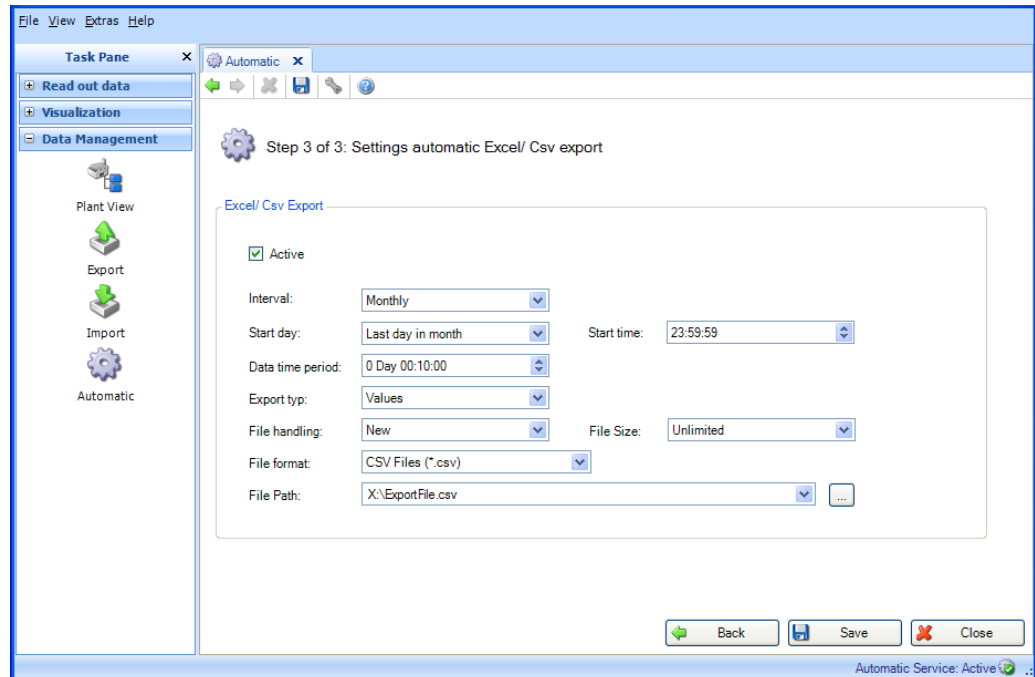 File View Extras Help
Task Pane
Automatic
Read out data
Visualization
Data Management
Plant View
Export
Import
Automatic
Step 3 of 3: Settings automatic Excel/ Csv export
Excel/ Csv Export
Active
Interval: Monthly
Start day: Last day in month Start time: 23:59:59
Data time period: 0 Day 00:10:00
Export typ: Values
File handling: New File Size: Unlimited
File format: CSV Files (*.csv)
File Path: X:\ExportFile.csv ...
Back Save Close
Automatic Service: Active